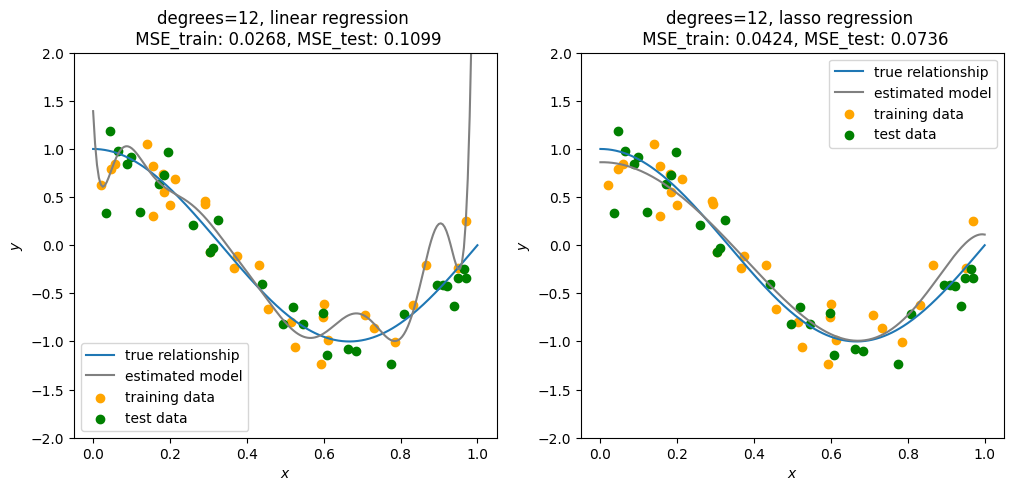 degrees=12, linear regression
MSE_train: 0.0268, MSE_test: 0.1099
2.0
1.5
1.0
0.5
0.0
−0.5
−1.0
−1.5
−2.0
y
true relationship
estimated model
training data
test data
0.0 0.2 0.4 0.6 0.8 1.0
x
degrees=12, lasso regression
MSE_train: 0.0424, MSE_test: 0.0736
true relationship
estimated model
training data
test data
2.0
1.5
1.0
0.5
0.0
−0.5
−1.0
−1.5
−2.0
y
0.0 0.2 0.4 0.6 0.8 1.0
x